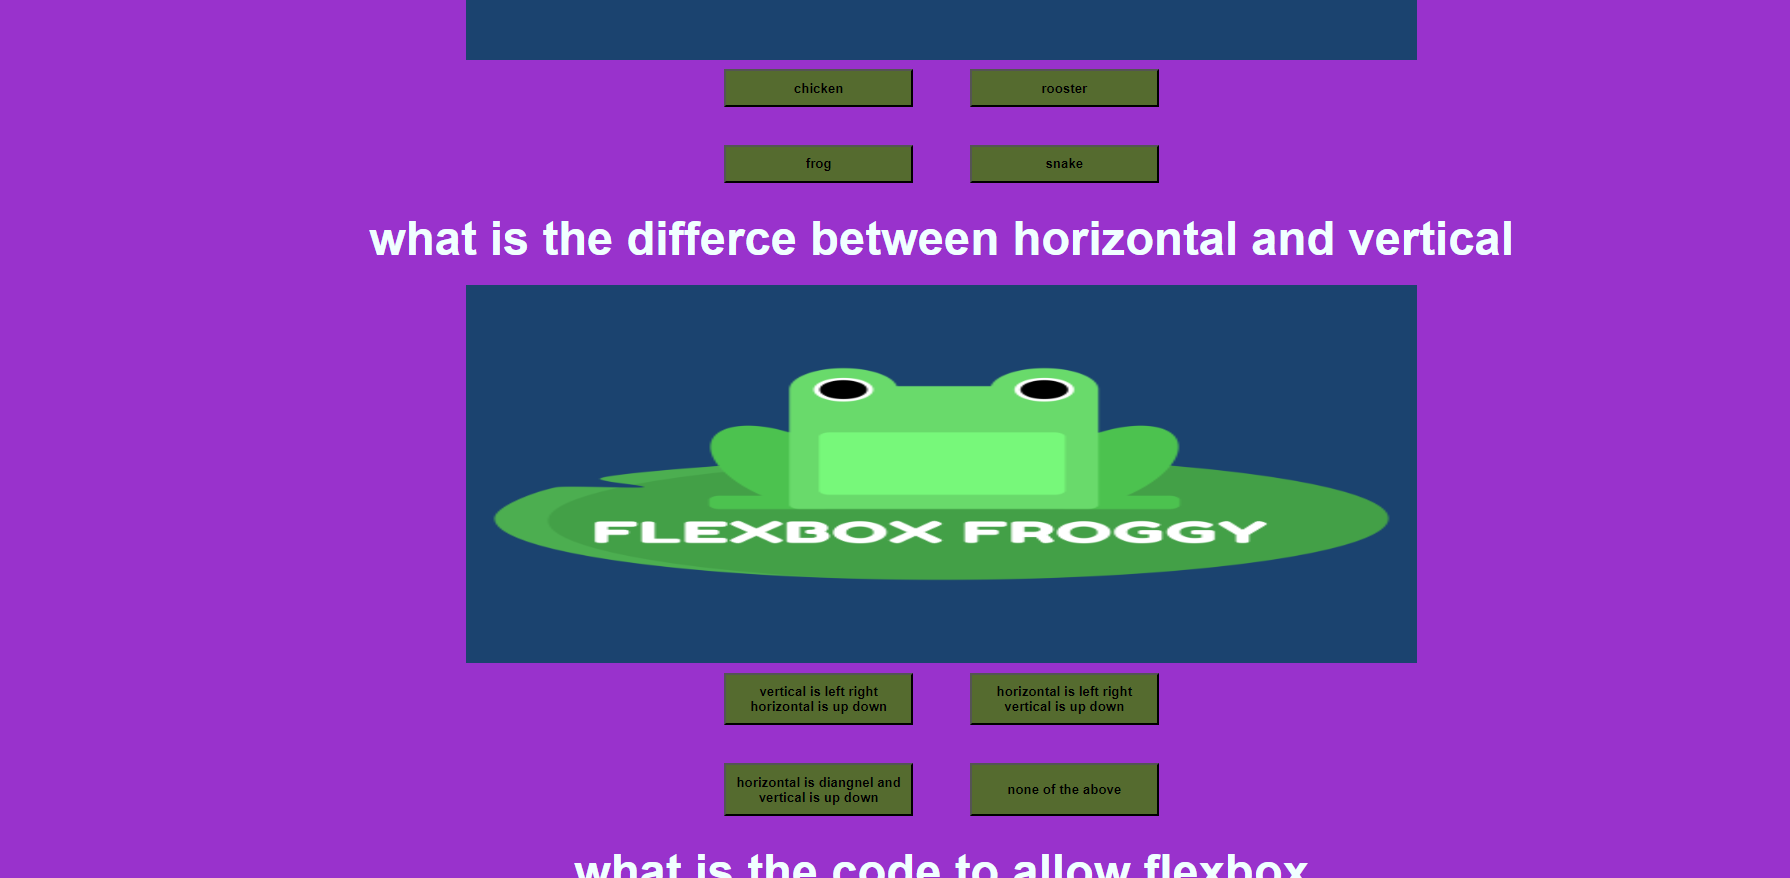 chicken
rooster
frog
snake
what is the differce between horizontal and vertical
FLEXBOX FROGGY
vertical is left right
horizontal is up down
horizontal is left right
vertical is up down
horizontal is diangnel and
vertical is up down
none of the above
what is the code to allow flexbox